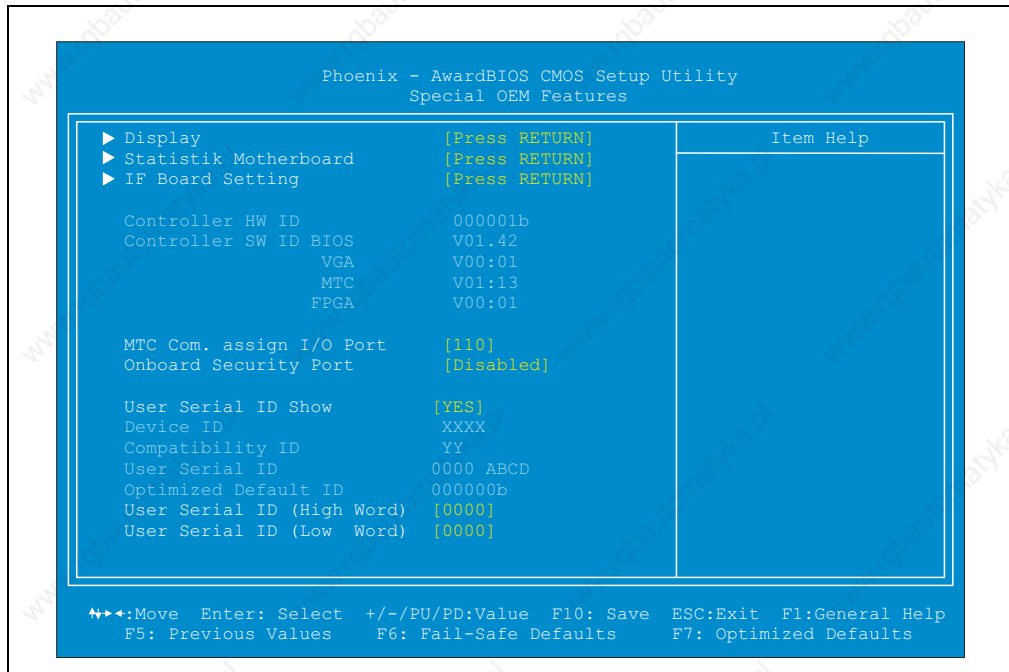 Phoenix - AwardBIOS CMOS Setup Utility
Special OEM Features
▶ Display [Press RETURN] Item Help
▶ Statistik Motherboard [Press RETURN]
▶ IF Board Setting [Press RETURN]
Controller HW ID 000001b
Controller SW ID BIOS V01.42
VGA V00:01
MTC V01:13
FPGA V00:01
MTC Com. assign I/O Port [110]
Onboard Security Port [Disabled]
User Serial ID Show [YES]
Device ID XXXX
Compatibility ID YY
User Serial ID 0000 ABCD
Optimized Default ID 000000b
User Serial ID (High Word) [0000]
User Serial ID (Low Word) [0000]
:Move Enter: Select +/-/PU/PD:Value F10: Save ESC:Exit F1:General Help
F5: Previous Values F6: Fail-Safe Defaults F7: Optimized Defaults
www.rgbautomatyka.pl